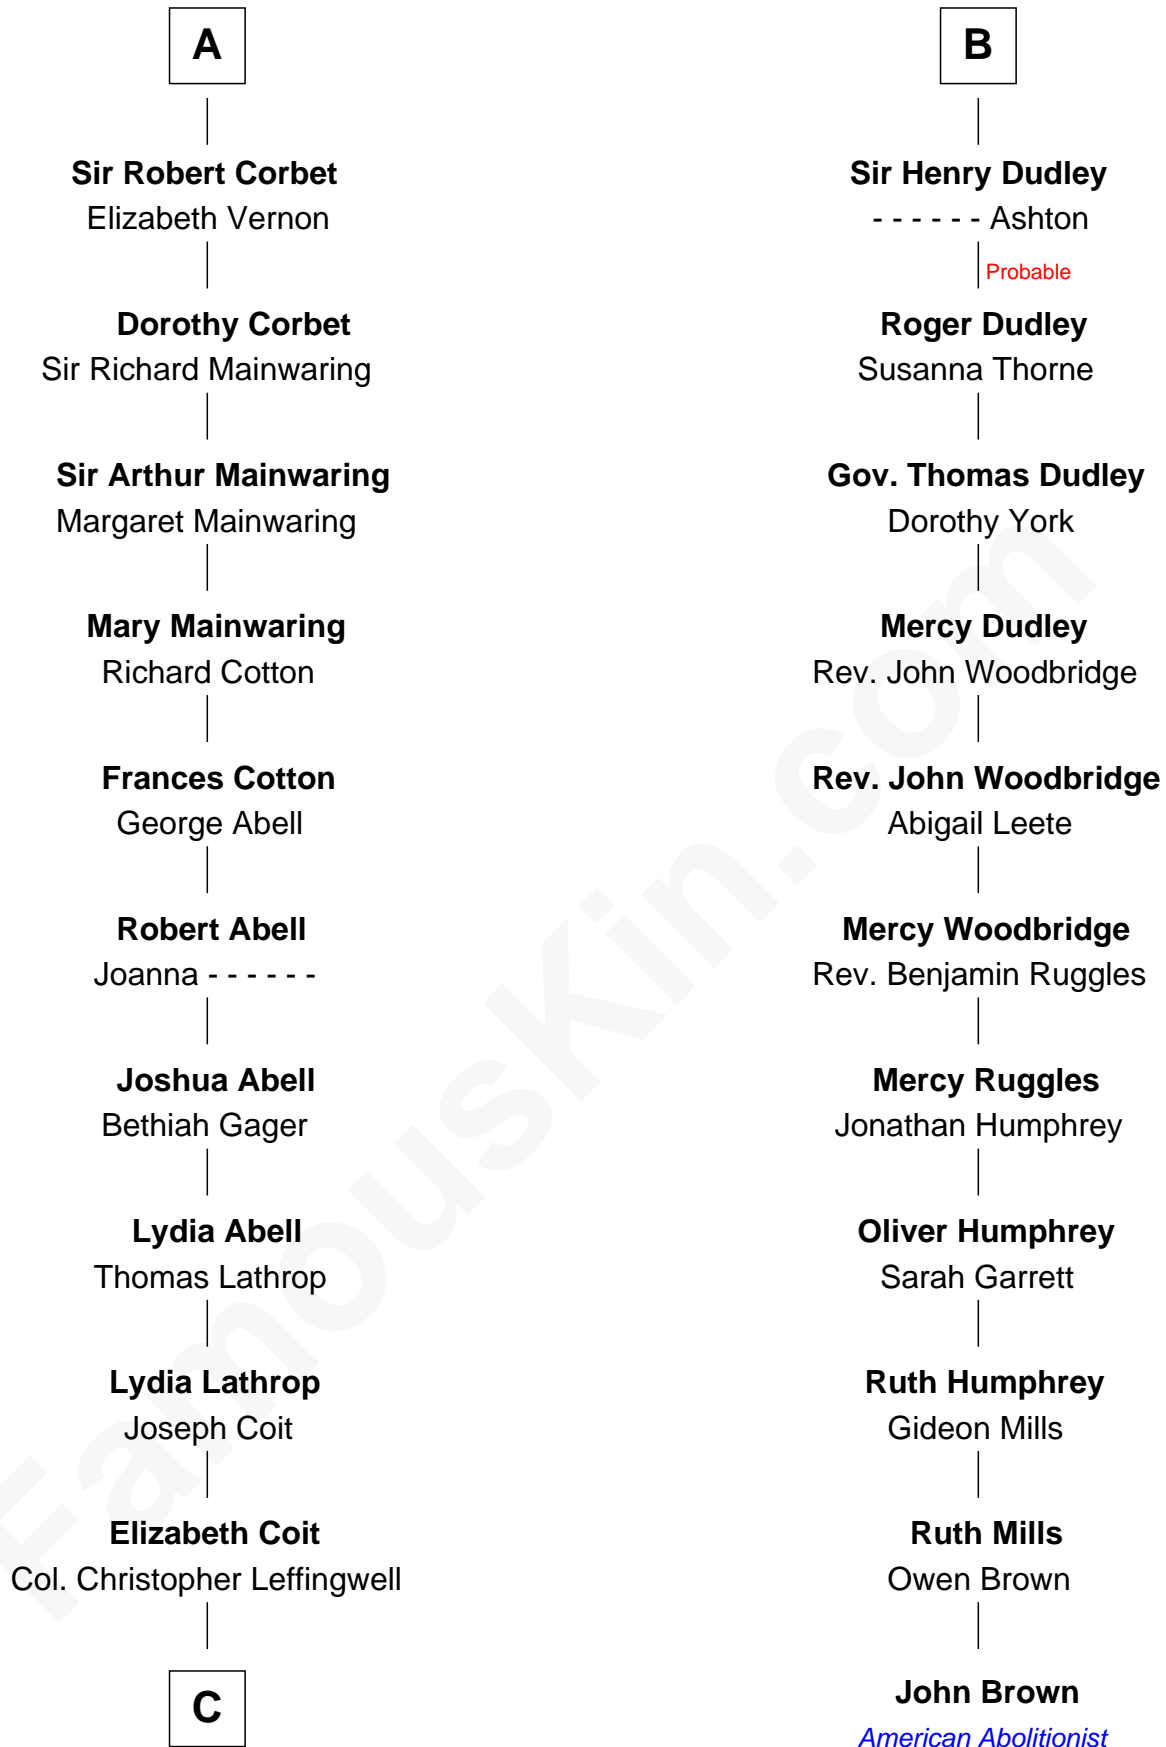 A
Sir Robert Corbet
Elizabeth Vernon
Dorothy Corbet
Sir Richard Mainwaring
Sir Arthur Mainwaring
Margaret Mainwaring
Mary Mainwaring
Richard Cotton
Frances Cotton
George Abell
Robert Abell
Joanna - - - - - -
Joshua Abell
Bethiah Gager
Lydia Abell
Thomas Lathrop
Lydia Lathrop
Joseph Coit
Elizabeth Coit
Col. Christopher Leffingwell
C
B
Sir Henry Dudley
- - - - - - Ashton
Probable
Roger Dudley
Susanna Thorne
Gov. Thomas Dudley
Dorothy York
Mercy Dudley
Rev. John Woodbridge
Rev. John Woodbridge
Abigail Leete
Mercy Woodbridge
Rev. Benjamin Ruggles
Mercy Ruggles
Jonathan Humphrey
Oliver Humphrey
Sarah Garrett
Ruth Humphrey
Gideon Mills
Ruth Mills
Owen Brown
John Brown
American Abolitionist
FamousKin.com